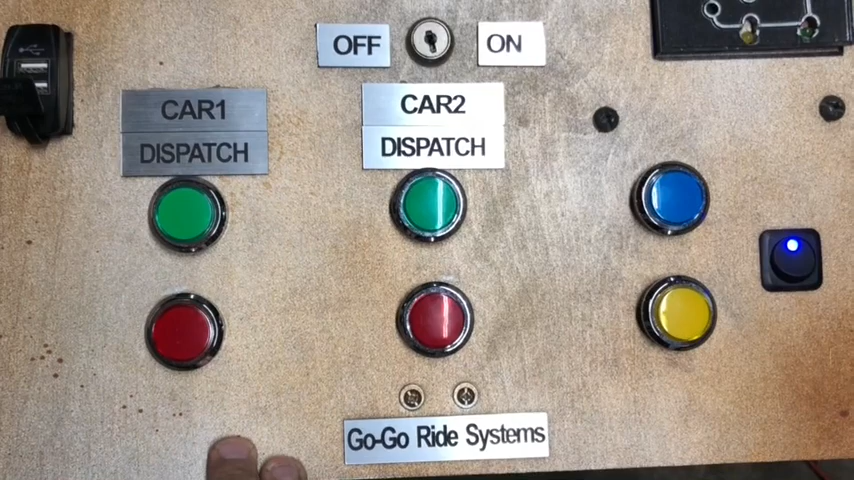 OFF
ON
CAR1
DISPATCH
CAR2
DISPATCH
Go-Go Ride Systems